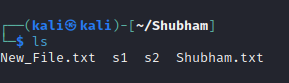 ┌──(kali㉿kali)-[~/Shubham]
└─$ ls
New_File.txt  s1  s2  Shubham.txt